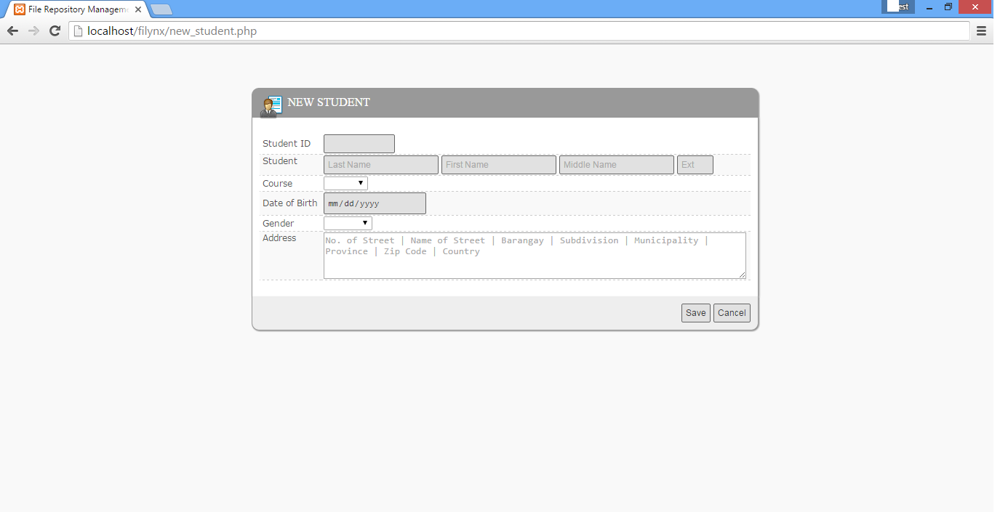 File Repository Managem
est
localhost/filynx/new_student.php
NEW STUDENT
Student ID
Student Last Name First Name Middle Name Ext
Course
Date of Birth mm/dd/yyyy
Gender
Address No. of Street | Name of Street | Barangay | Subdivision | Municipality |
Province | Zip Code | Country
Save Cancel